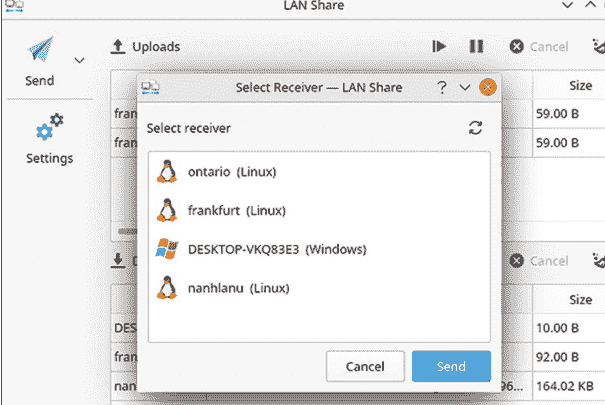 LAN Share
Send
Uploads
Cancel
Size
59.00 B
59.00 B
Settings
Select Receiver — LAN Share
Select receiver
ontario (Linux)
frankfurt (Linux)
DESKTOP-VKQ83E3 (Windows)
nanhlanu (Linux)
Cancel
Send
Cancel
Size
10.00 B
92.00 B
164.02 KB